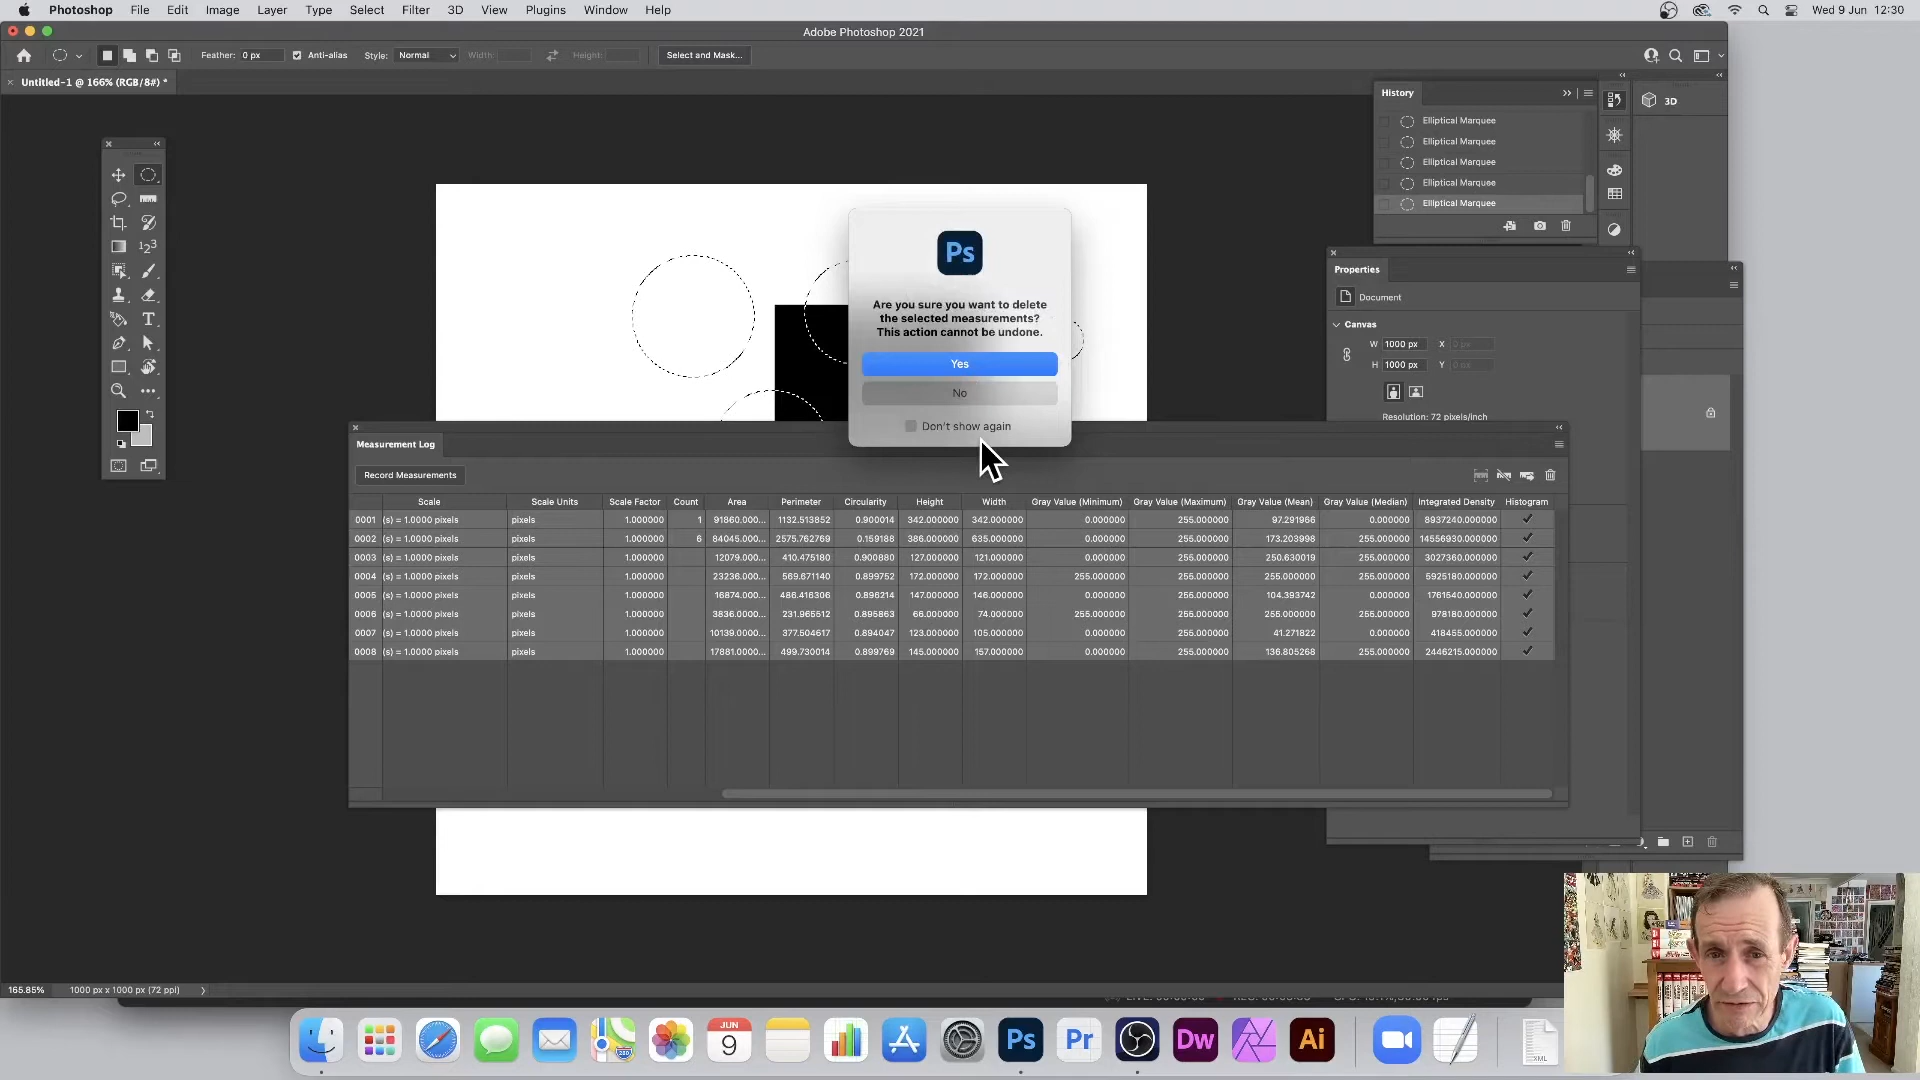 Photoshop File Edit Image Layer Type Select Filter 3D View Plugins Window Help Wed 9 Jun 12:30
Adobe Photoshop 2021
Feather: 0 px Anti-alias Style: Normal Width: Height: Select and Mask...
Untitled-1 @ 166% (RGB/8#) *
History
3D
Elliptical Marquee
Elliptical Marquee
Elliptical Marquee
Elliptical Marquee
Elliptical Marquee
Ps
Are you sure you want to delete
the selected measurements?
This action cannot be undone.
Yes
No
Don't show again
Properties
Document
Canvas
W 1000 px X 0 px
H 1000 px Y 0 px
Resolution: 72 pixels/inch
Measurement Log
Record Measurements
Scale Scale Units Scale Factor Count Area Perimeter Circularity Height Width Gray Value (Minimum) Gray Value (Maximum) Gray Value (Mean) Gray Value (Median) Integrated Density Histogram
0001 (s) = 1.0000 pixels pixels 1.000000 1 91860.000... 1132.513852 0.900014 342.000000 342.000000 0.000000 255.000000 97.291966 0.000000 8937240.000000
0002 (s) = 1.0000 pixels pixels 1.000000 6 84045.000... 2575.762769 0.159188 386.000000 635.000000 0.000000 255.000000 173.203998 255.000000 14556930.000000
0003 (s) = 1.0000 pixels pixels 1.000000 12079.000... 410.475180 0.900880 127.000000 121.000000 0.000000 255.000000 250.630019 255.000000 3027360.000000
0004 (s) = 1.0000 pixels pixels 1.000000 23236.000... 569.671140 0.899752 172.000000 172.000000 255.000000 255.000000 255.000000 255.000000 5925180.000000
0005 (s) = 1.0000 pixels pixels 1.000000 16874.000... 486.416306 0.896214 147.000000 146.000000 0.000000 255.000000 104.393742 0.000000 1761540.000000
0006 (s) = 1.0000 pixels pixels 1.000000 3836.0000... 231.965512 0.895863 66.000000 74.000000 255.000000 255.000000 255.000000 255.000000 978180.000000
0007 (s) = 1.0000 pixels pixels 1.000000 10139.0000... 377.504617 0.894047 123.000000 105.000000 0.000000 255.000000 41.271822 0.000000 418455.000000
0008 (s) = 1.0000 pixels pixels 1.000000 17881.0000... 499.730014 0.899769 145.000000 157.000000 0.000000 255.000000 136.805268 255.000000 2446215.000000
165.85% 1000 px x 1000 px (72 ppi)
JUN
9
280
Ps Pr Dw Ai
XML